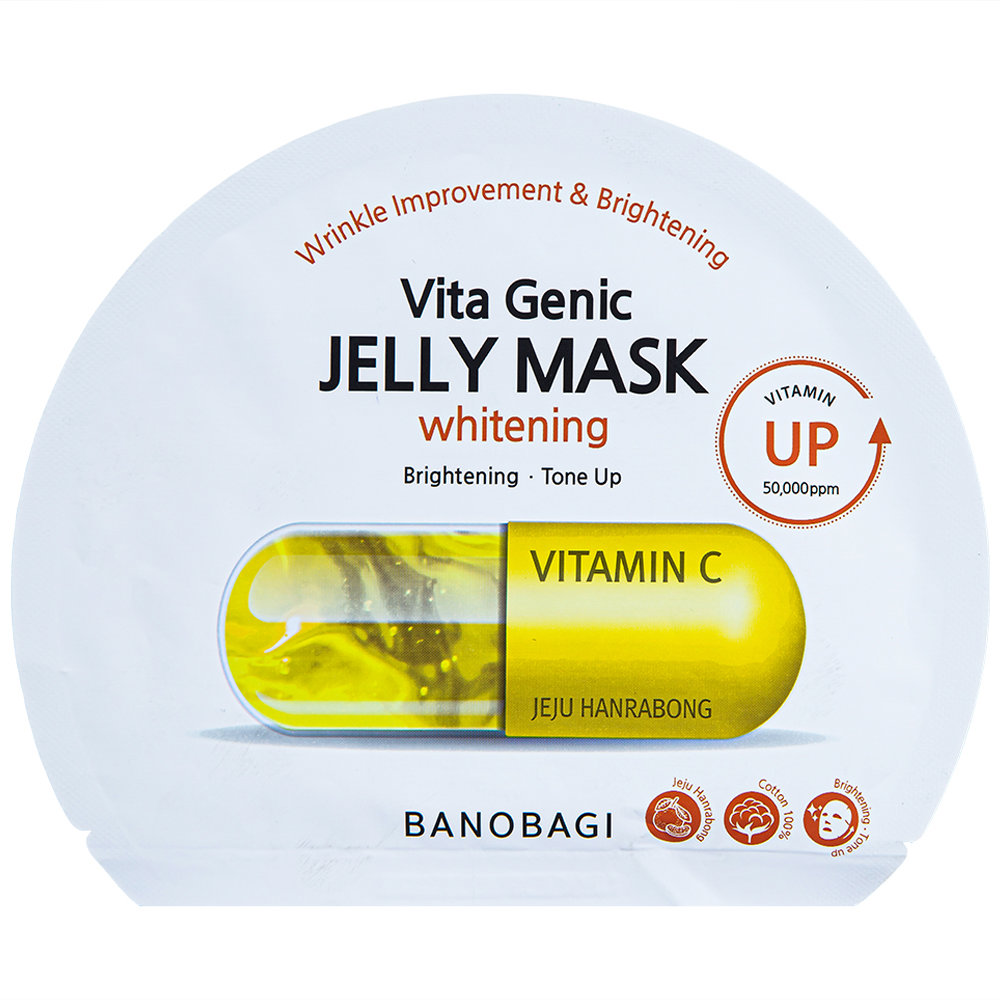 Wrinkle Improvement & Brightening
Vita Genic
JELLY MASK
whitening
Brightening · Tone Up
VITAMIN
UP
50,000ppm
VITAMIN C
JEJU HANRABONG
BANOBAGI
Jeju Hanrabong
Cotton 100%
Brightening · Tone up